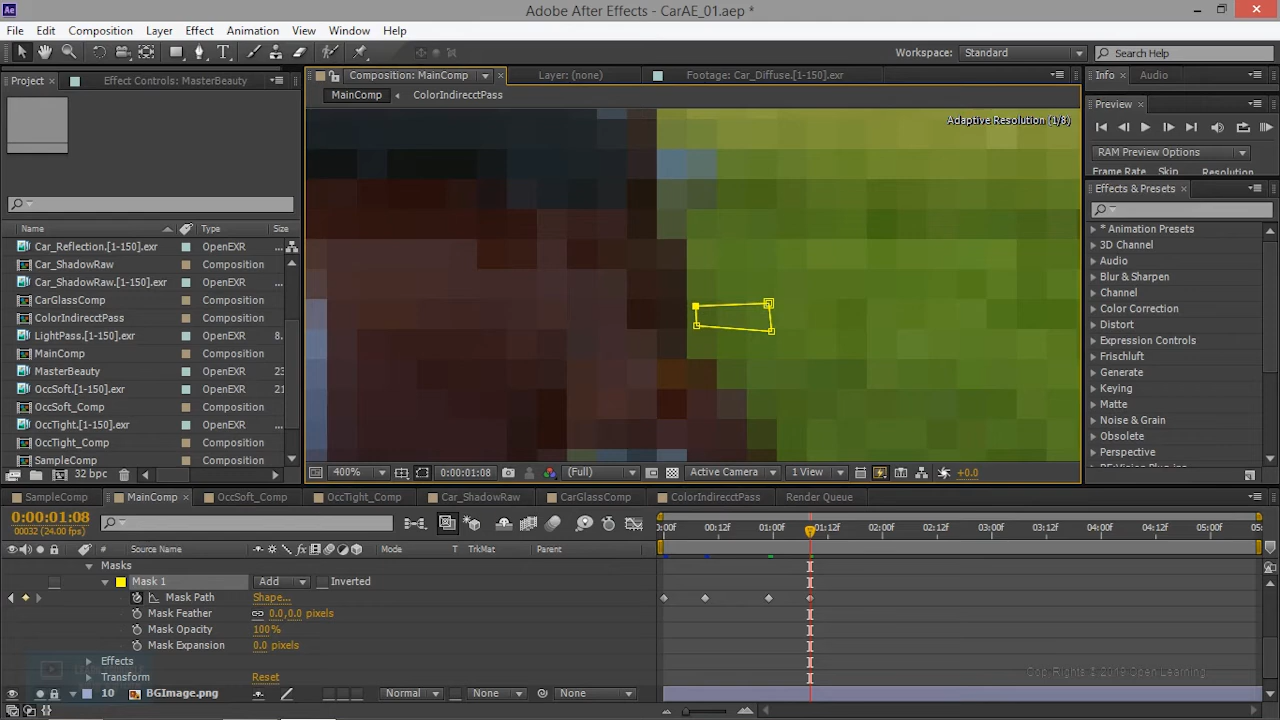 Adobe After Effects - CarAE_01.aep *
File Edit Composition Layer Effect Animation View Window Help
Workspace: Standard Search Help
Project Effect Controls: MasterBeauty
Composition: MainComp Layer: (none) Footage: Car_Diffuse.[1-150].exr
Info Audio
MainComp ColorIndirecctPass
Adaptive Resolution (1/8)
Preview
RAM Preview Options
Frame Rate Skip Resolution
Effects & Presets
* Animation Presets
3D Channel
Audio
Blur & Sharpen
Channel
Color Correction
Distort
Expression Controls
Frischluft
Generate
Keying
Matte
Noise & Grain
Obsolete
Perspective
Name Type Size
Car_Reflection.[1-150].exr OpenEXR ...
Car_ShadowRaw Composition
Car_ShadowRaw.[1-150].exr OpenEXR ...
CarGlassComp Composition
ColorIndirecctPass Composition
LightPass.[1-150].exr OpenEXR 8.
MainComp Composition
MasterBeauty OpenEXR 23
OccSoft.[1-150].exr OpenEXR 21
OccSoft_Comp Composition
OccTight.[1-150].exr OpenEXR ...
OccTight_Comp Composition
SampleComp Composition
32 bpc
400% 0:00:01:08 (Full) Active Camera 1 View +0.0
SampleComp MainComp OccSoft_Comp OccTight_Comp Car_ShadowRaw CarGlassComp ColorIndirecctPass Render Queue
0:00:01:08
00032 (24.00 fps)
:00f 00:12f 01:00f 01:12f 02:00f 02:12f 03:00f 03:12f 04:00f 04:12f 05:00f 05:
# Source Name Mode T TrkMat Parent
Masks
Mask 1 Add Inverted
Mask Path Shape...
Mask Feather 0.0,0.0 pixels
Mask Opacity 100%
Mask Expansion 0.0 pixels
Effects
Transform Reset
10 BGImage.png Normal None None
Cop Rights © 2019 Open Learning